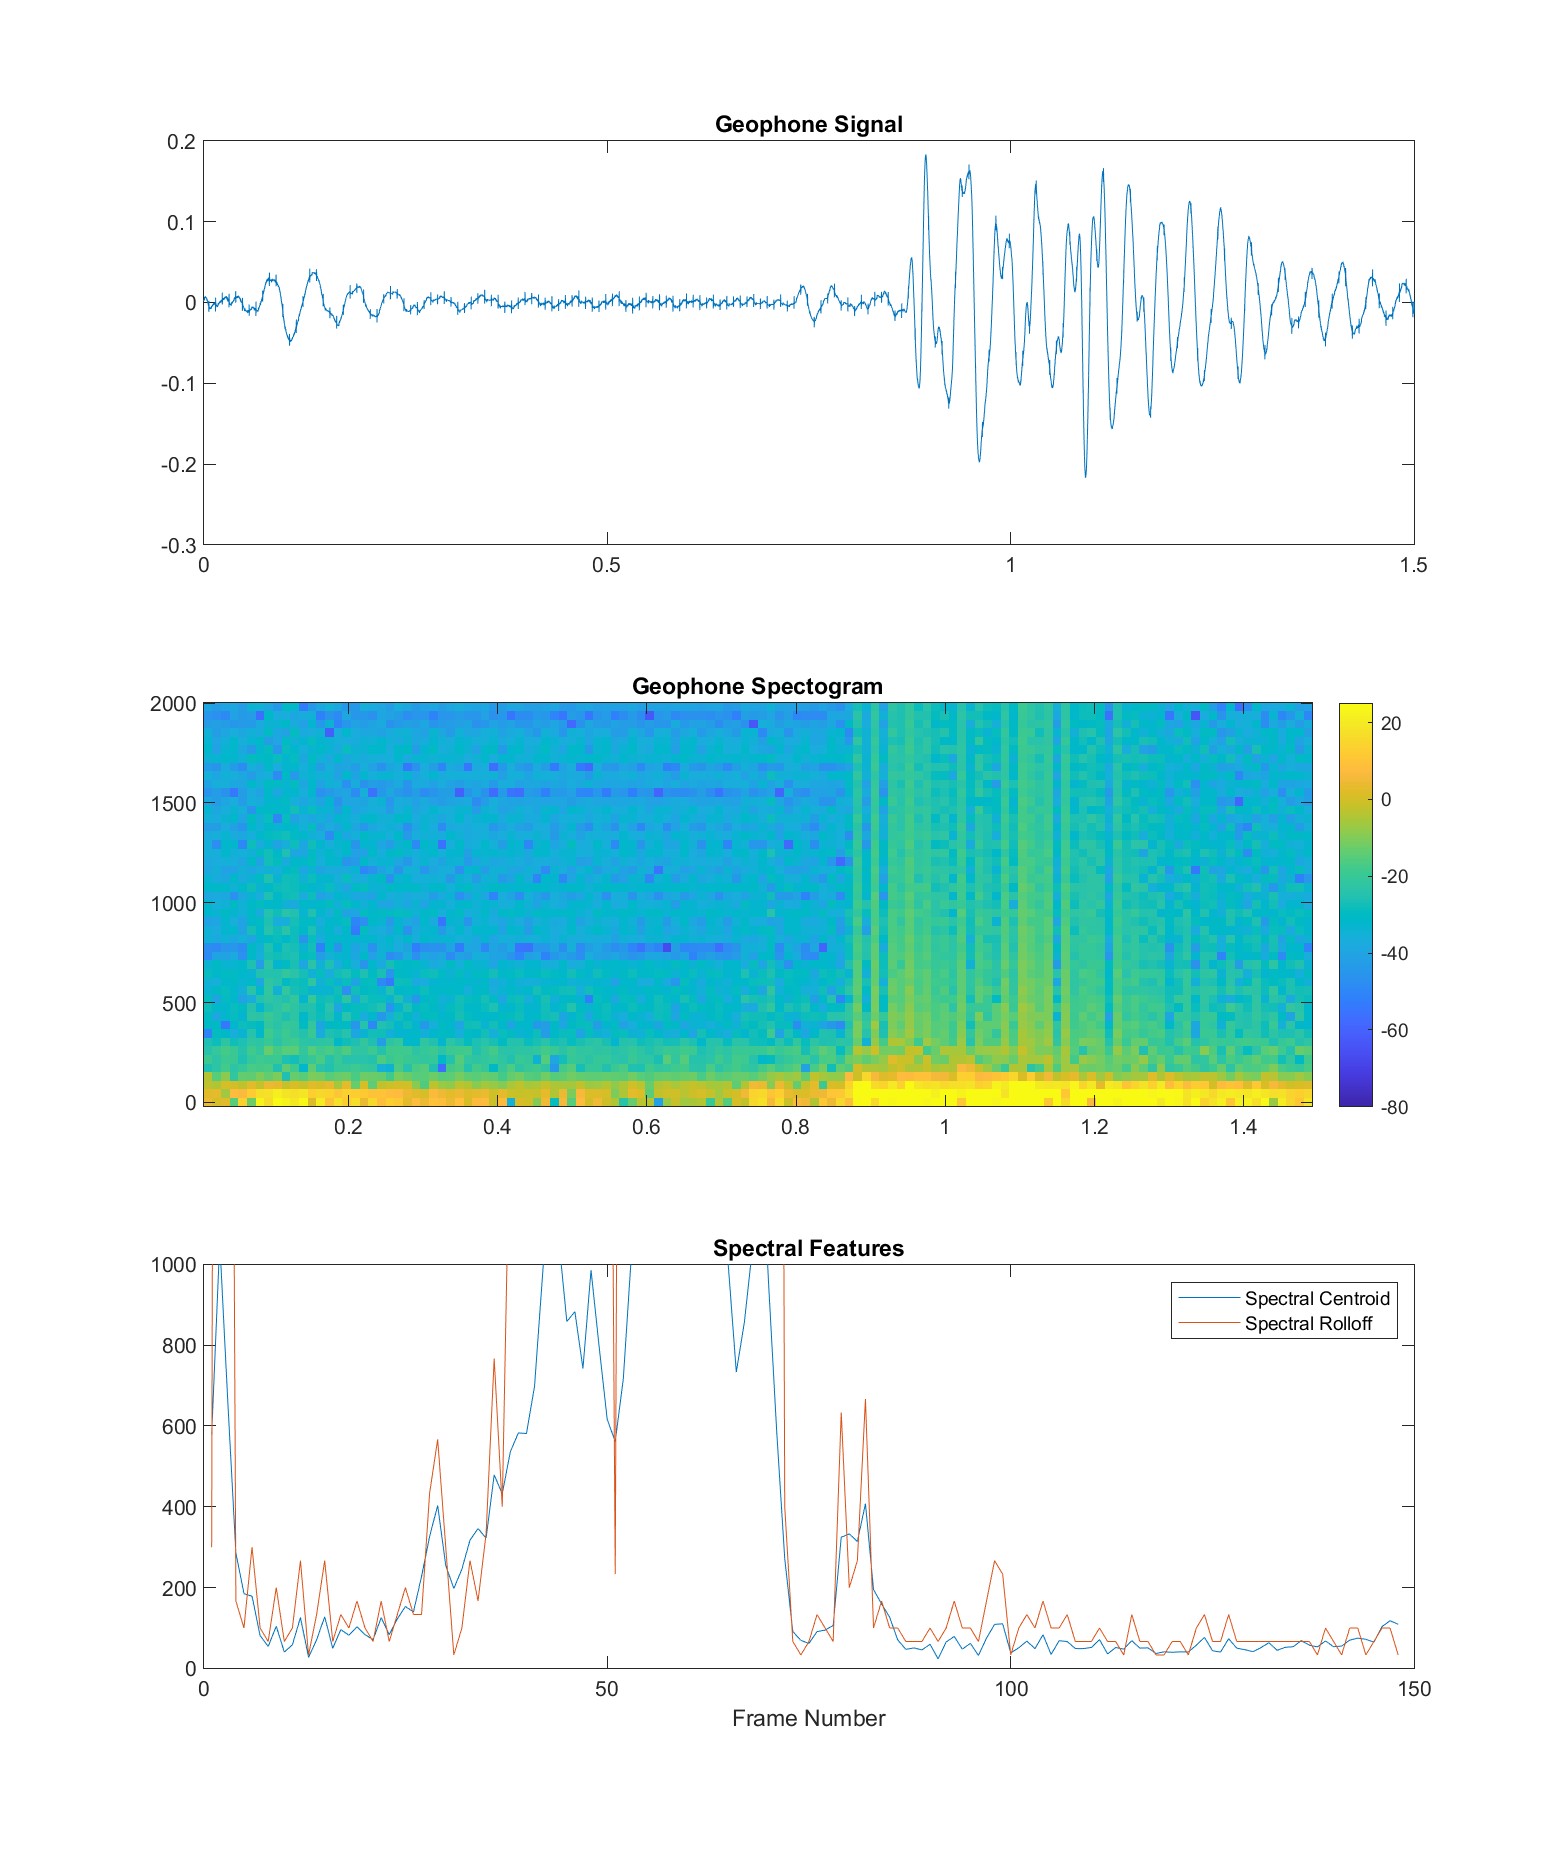 Geophone Signal
0.2
0.1
0
-0.1
-0.2
-0.3
0 0.5 1 1.5
Geophone Spectogram
2000
1500
1000
500
0
0.2 0.4 0.6 0.8 1 1.2 1.4
20
0
-20
-40
-60
-80
Spectral Features
1000
800
600
400
200
0
Spectral Centroid
Spectral Rolloff
0 50 100 150
Frame Number